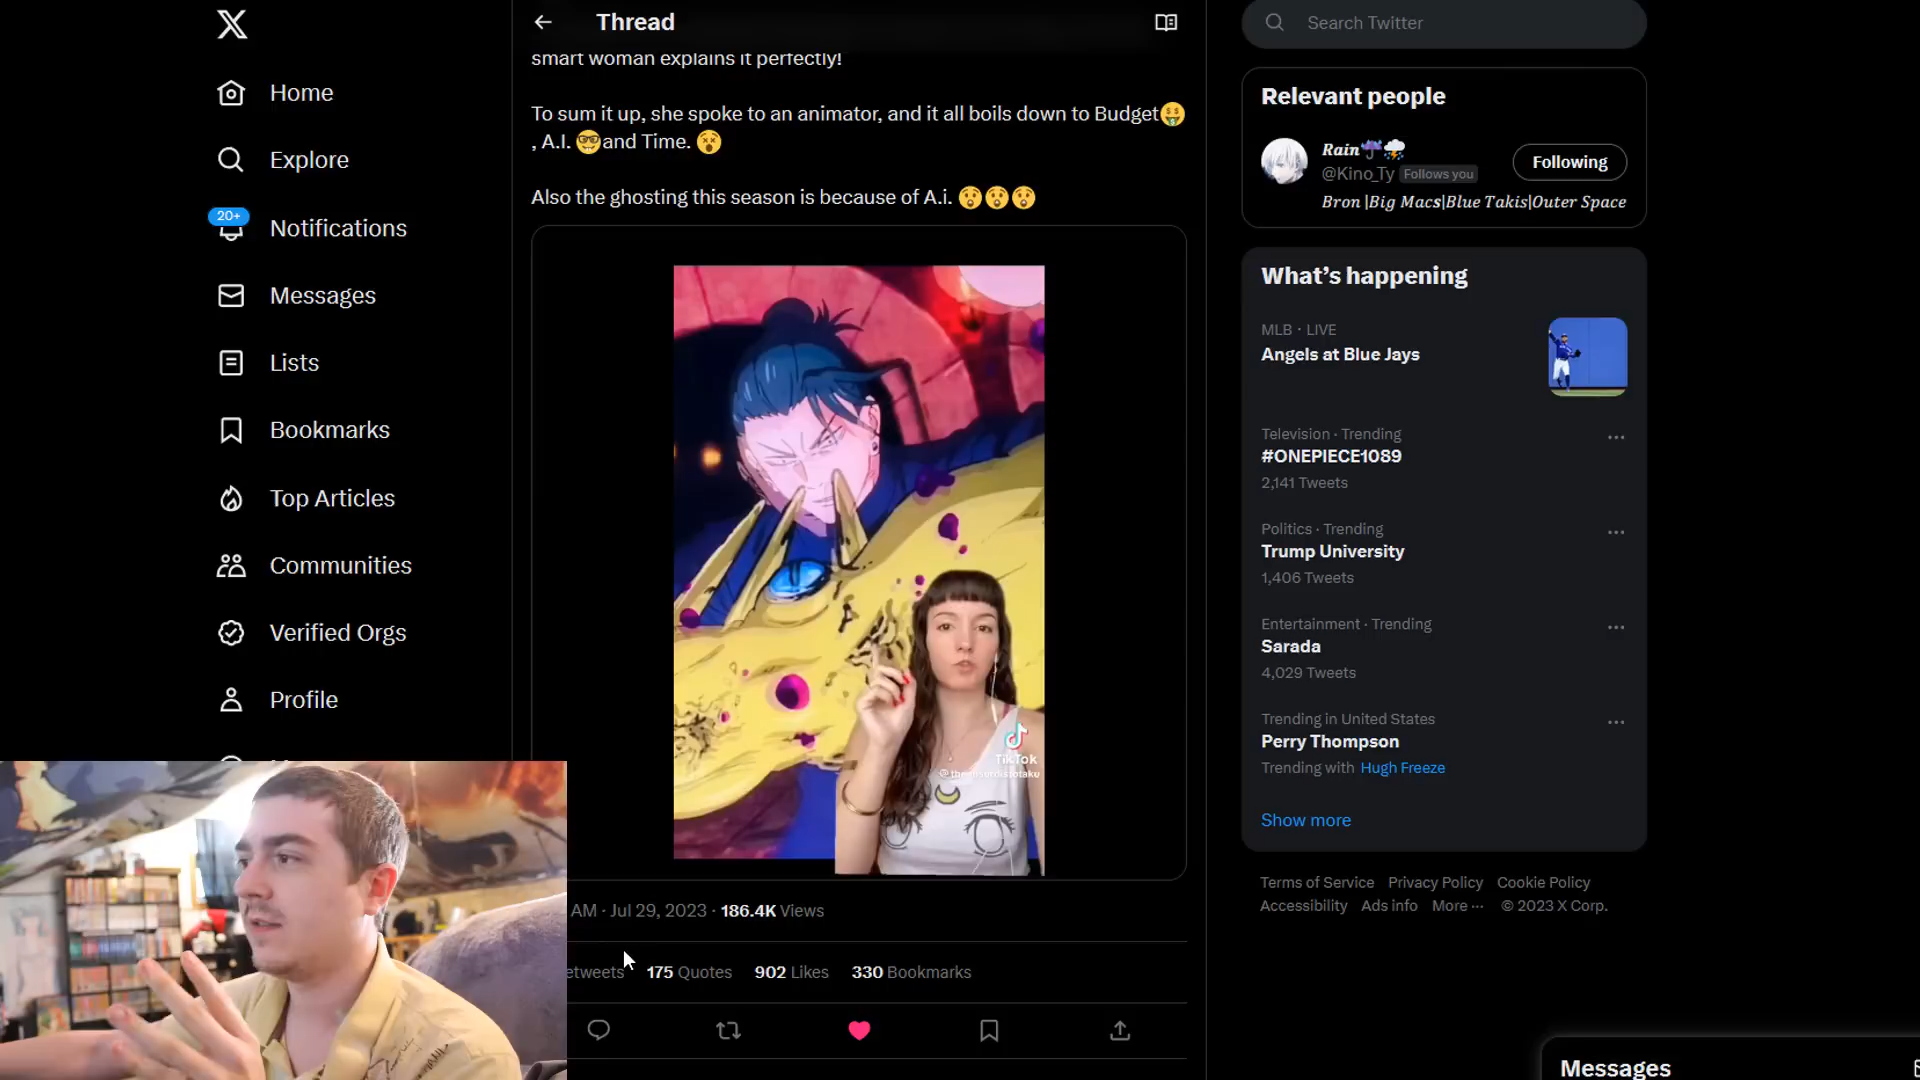 Home
Explore
20+
Notifications
Messages
Lists
Bookmarks
Top Articles
Communities
Verified Orgs
Profile
Thread
smart woman explains it perfectly!
To sum it up, she spoke to an animator, and it all boils down to Budget🤑
, A.I. 🤓and Time. 😵
Also the ghosting this season is because of A.i. 😲😲😲
TikTok
AM · Jul 29, 2023 · 186.4K Views
etweets 175 Quotes 902 Likes 330 Bookmarks
Search Twitter
Relevant people
Rain☔⛈
@Kino_Ty Follows you
Following
Bron |Big Macs|Blue Takis|Outer Space
What's happening
MLB · LIVE
Angels at Blue Jays
Television · Trending
#ONEPIECE1089
2,141 Tweets
Politics · Trending
Trump University
1,406 Tweets
Entertainment · Trending
Sarada
4,029 Tweets
Trending in United States
Perry Thompson
Trending with Hugh Freeze
Show more
Terms of Service Privacy Policy Cookie Policy
Accessibility Ads info More ··· © 2023 X Corp.
Messages